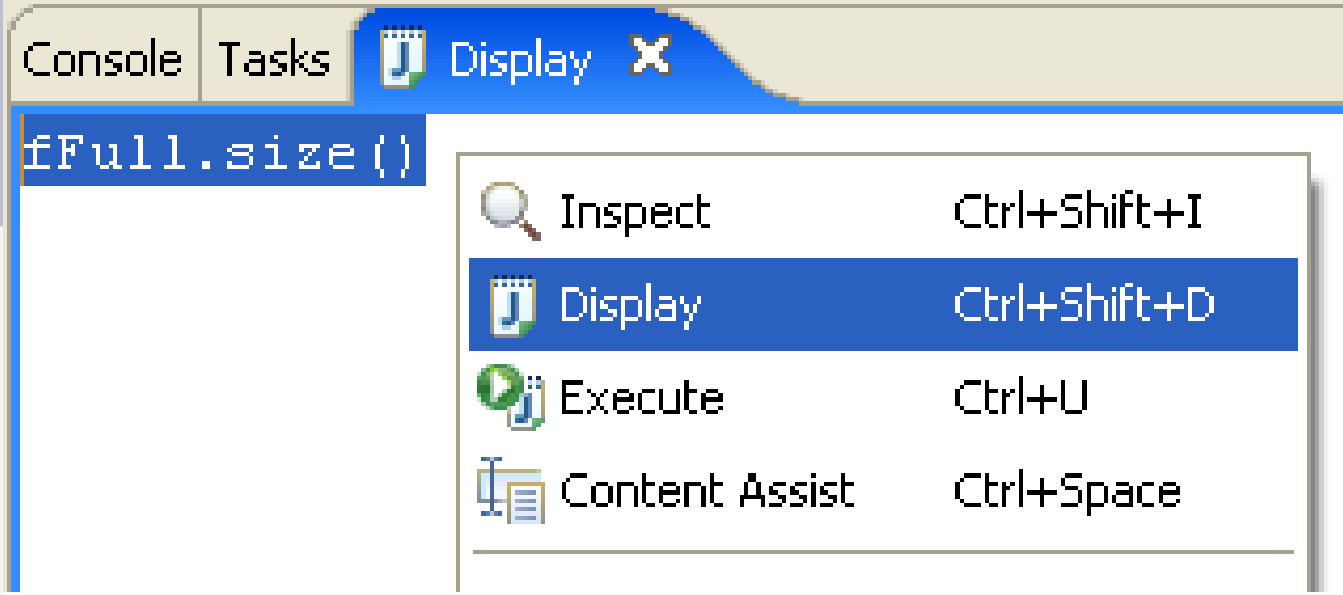 Console Tasks Display
fFull.size()
Inspect Ctrl+Shift+I
Display Ctrl+Shift+D
Execute Ctrl+U
Content Assist Ctrl+Space